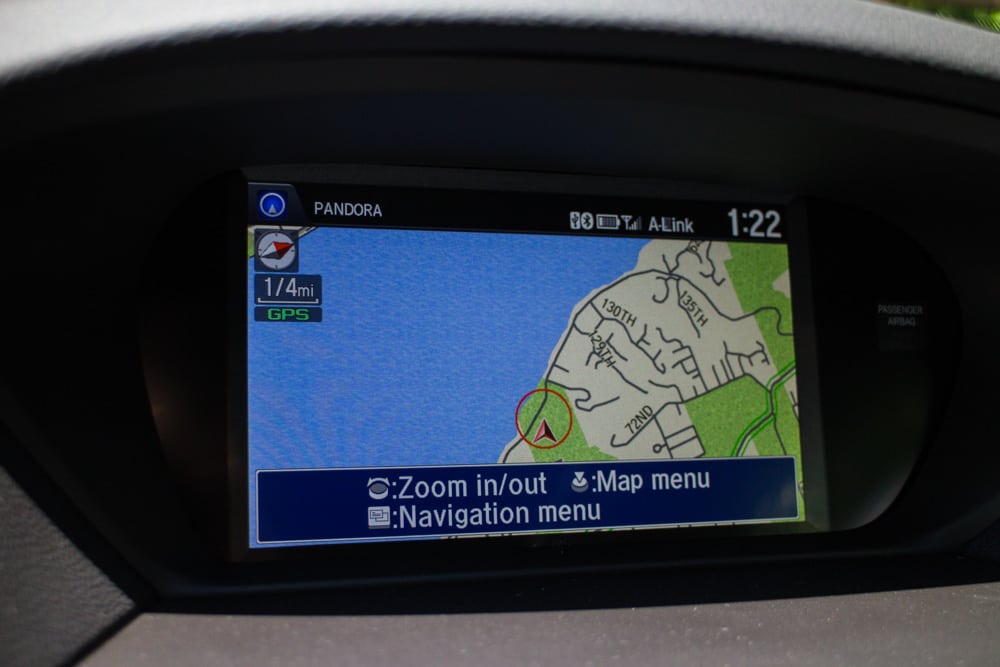 PANDORA
A-Link 1:22
1/4mi
GPS
130TH
135TH
129TH
72ND
PASSENGER
AIRBAG
:Zoom in/out :Map menu
:Navigation menu